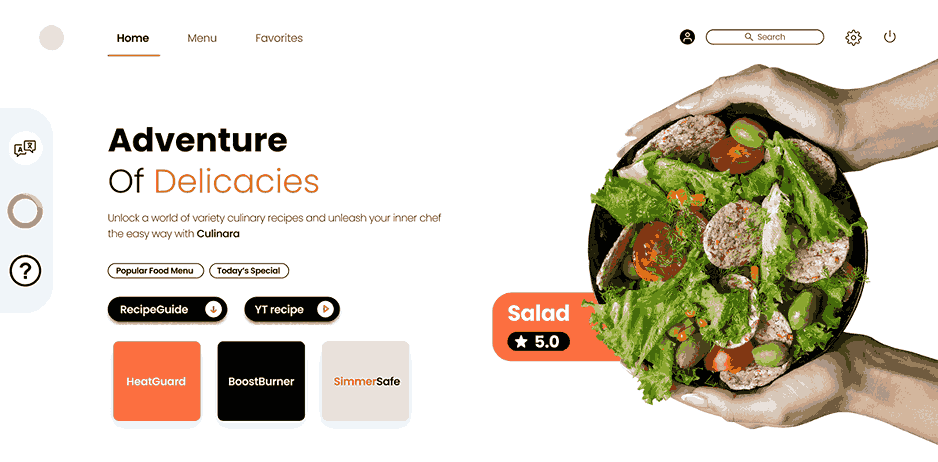 Home Menu Favorites Search
Adventure
Of Delicacies
Unlock a world of variety culinary recipes and unleash your inner chef
the easy way with Culinara
Popular Food Menu Today's Special
RecipeGuide YT recipe
Salad
5.0
HeatGuard BoostBurner SimmerSafe
A 文
?